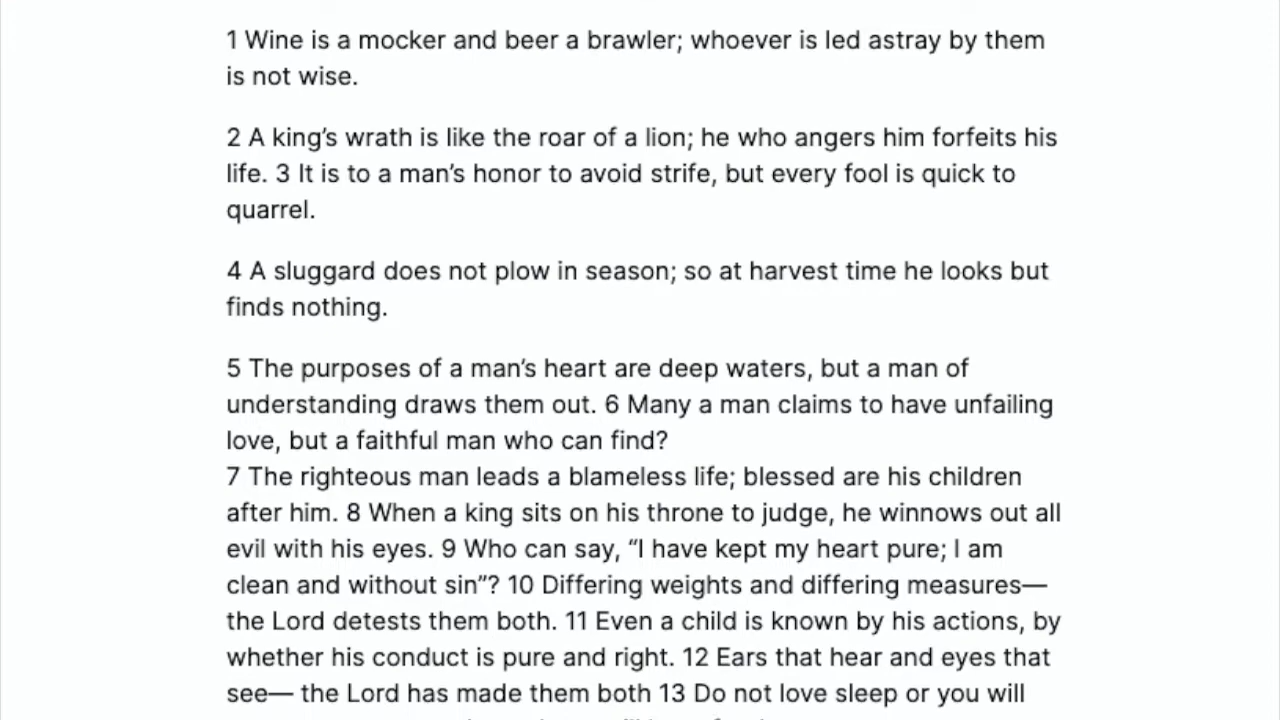 1 Wine is a mocker and beer a brawler; whoever is led astray by them
is not wise.
2 A king’s wrath is like the roar of a lion; he who angers him forfeits his
life. 3 It is to a man’s honor to avoid strife, but every fool is quick to
quarrel.
4 A sluggard does not plow in season; so at harvest time he looks but
finds nothing.
5 The purposes of a man’s heart are deep waters, but a man of
understanding draws them out. 6 Many a man claims to have unfailing
love, but a faithful man who can find?
7 The righteous man leads a blameless life; blessed are his children
after him. 8 When a king sits on his throne to judge, he winnows out all
evil with his eyes. 9 Who can say, “I have kept my heart pure; I am
clean and without sin”? 10 Differing weights and differing measures—
the Lord detests them both. 11 Even a child is known by his actions, by
whether his conduct is pure and right. 12 Ears that hear and eyes that
see— the Lord has made them both 13 Do not love sleep or you will